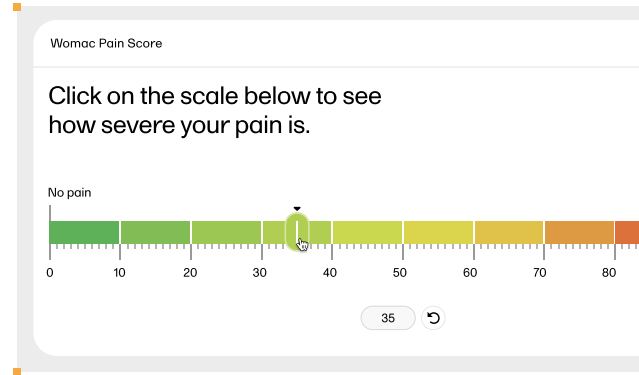 Womac Pain Score
Click on the scale below to see
how severe your pain is.
No pain
0 10 20 30 40 50 60 70 80
35